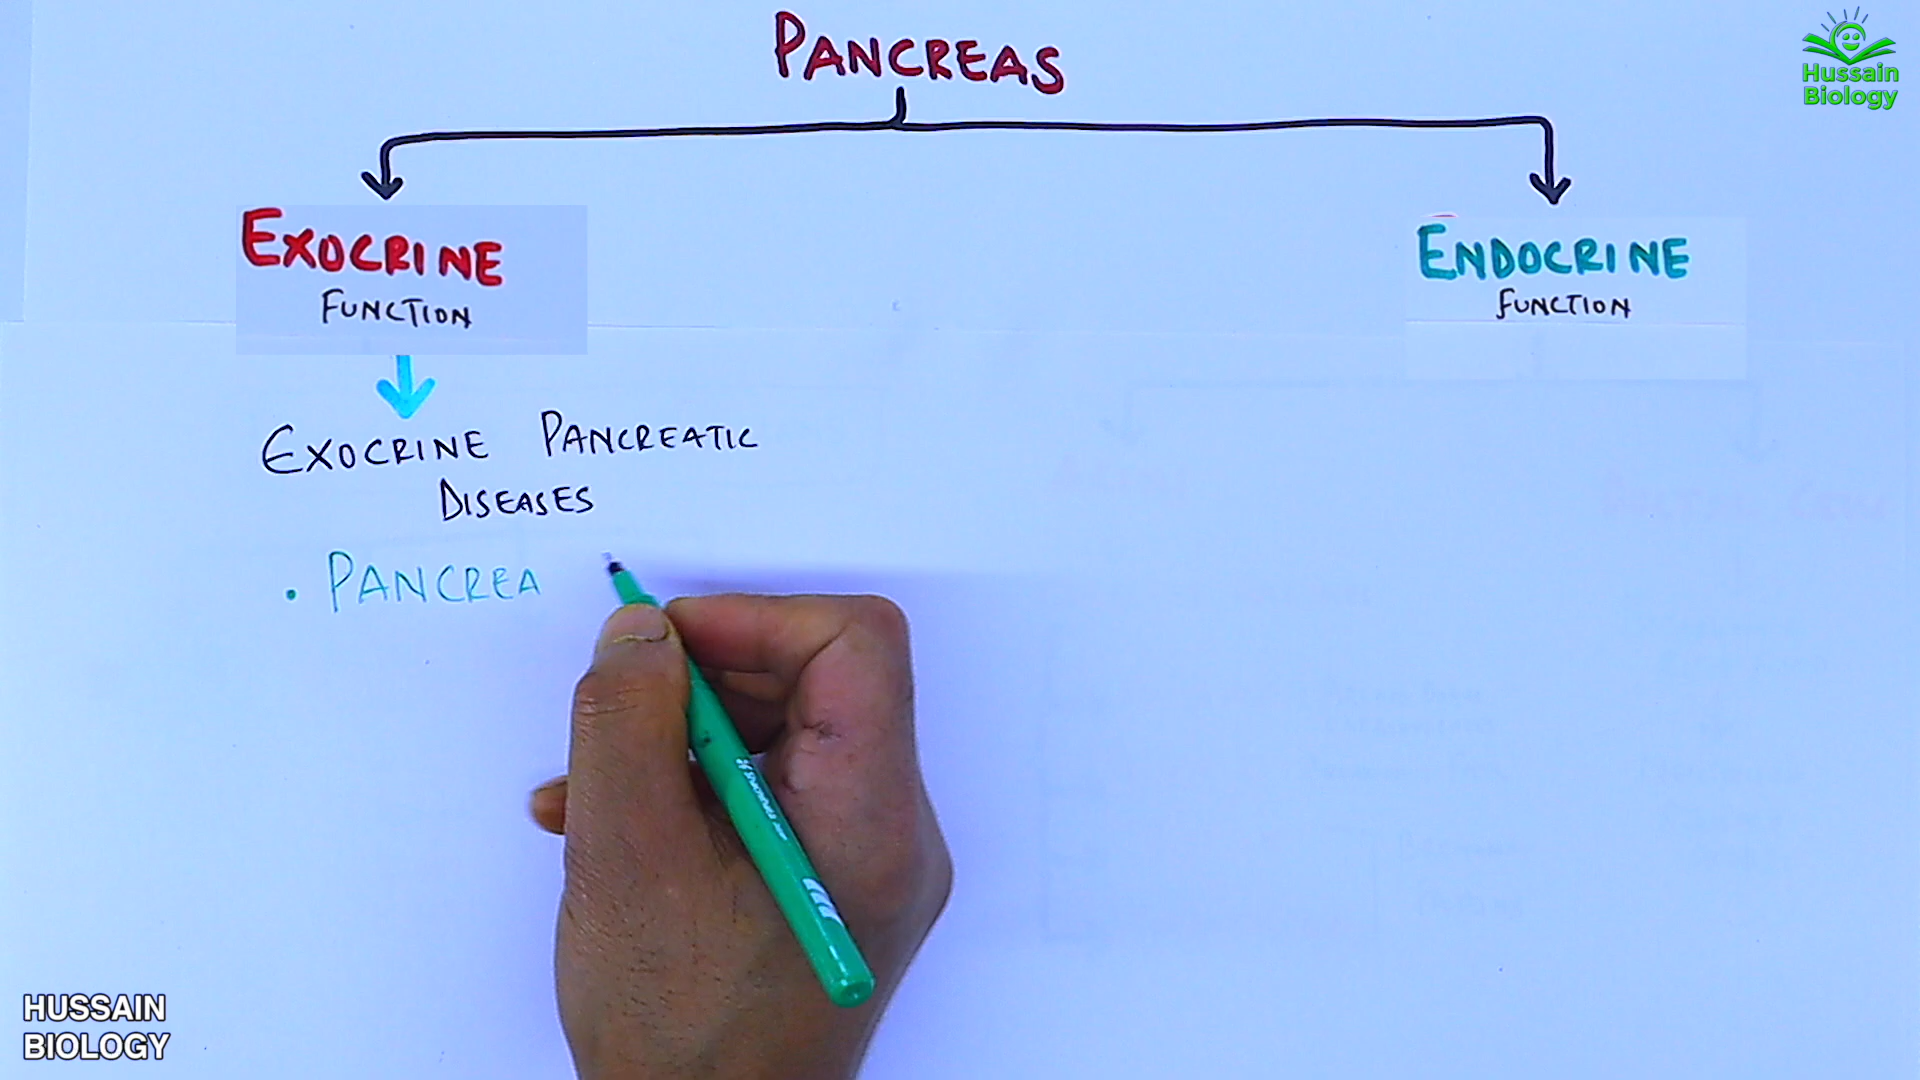 PANCREAS
Hussain
Biology
EXOCRINE
FUNCTION
ENDOCRINE
FUNCTION
EXOCRINE PANCREATIC
DISEASES
. PANCREA
HUSSAIN
BIOLOGY